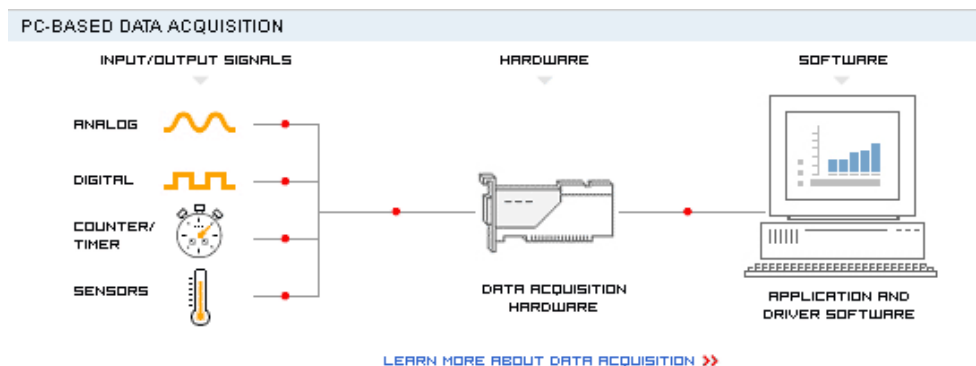 PC-BASED DATA ACQUISITION
INPUT/OUTPUT SIGNALS
HARDWARE
SOFTWARE
ANALOG
DIGITAL
COUNTER/
TIMER
SENSORS
DATA ACQUISITION
HARDWARE
APPLICATION AND
DRIVER SOFTWARE
LEARN MORE ABOUT DATA ACQUISITION >>